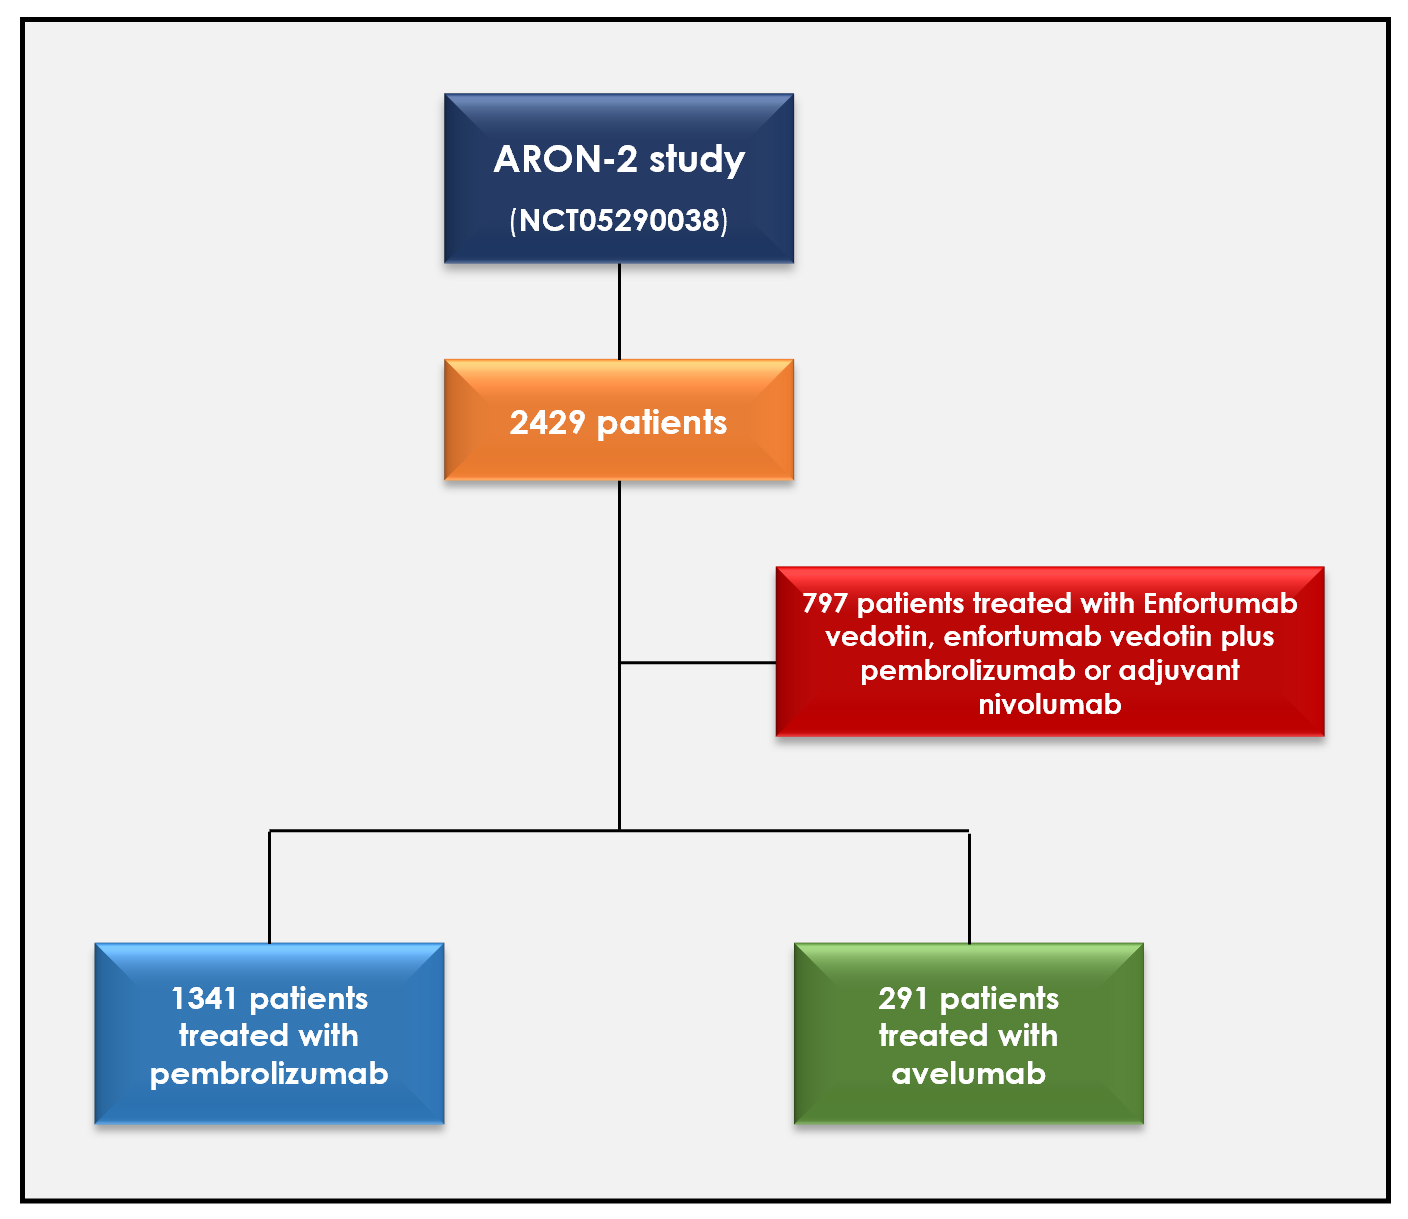 ARON-2 study
(NCT05290038)
2429 patients
797 patients treated with Enfortumab
vedotin, enfortumab vedotin plus
pembrolizumab or adjuvant
nivolumab
1341 patients
treated with
pembrolizumab
291 patients
treated with
avelumab